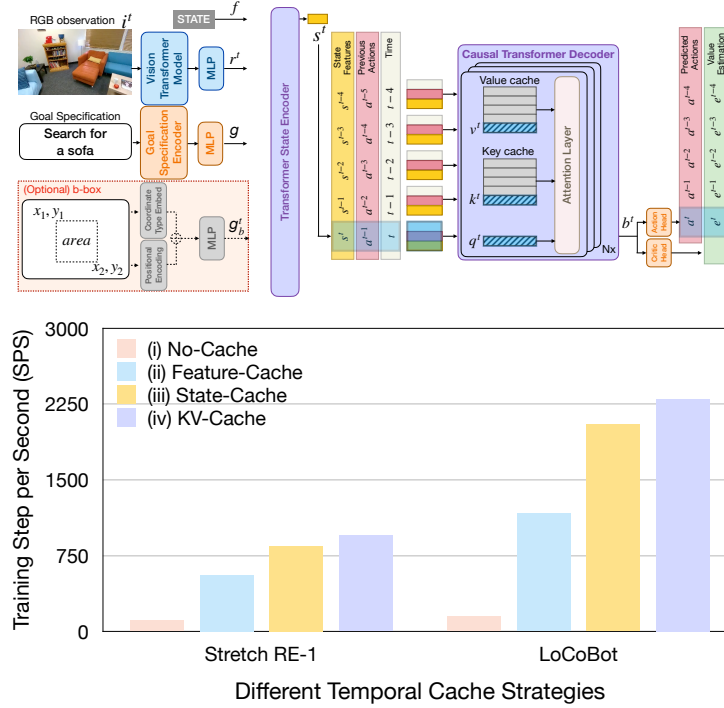 RGB observation i^t
STATE
f
Vision Transformer Model
MLP
r^t
Goal Specification
Search for
a sofa
Goal Specification Encoder
MLP
g
(Optional) b-box
x₁, y₁
area
x₂, y₂
Coordinate Type Embed
Positional Encoding
MLP
g_b^t
Transformer State Encoder
s^t
State Features
s^{t-4}
s^{t-3}
s^{t-2}
s^{t-1}
s^t
Previous Actions
a^{t-5}
a^{t-4}
a^{t-3}
a^{t-2}
a^{t-1}
Time
t − 4
t − 3
t − 2
t − 1
t
Causal Transformer Decoder
Value cache
v^t
Key cache
k^t
q^t
Attention Layer
Nx
b^t
Action Head
Critic Head
Predicted Actions
a^{t-4}
a^{t-3}
a^{t-2}
a^{t-1}
a^t
Value Estimation
e^{t-4}
e^{t-3}
e^{t-2}
e^{t-1}
e^t
Training Step per Second (SPS)
3000
2250
1500
750
0
(i) No-Cache
(ii) Feature-Cache
(iii) State-Cache
(iv) KV-Cache
Stretch RE-1
LoCoBot
Different Temporal Cache Strategies